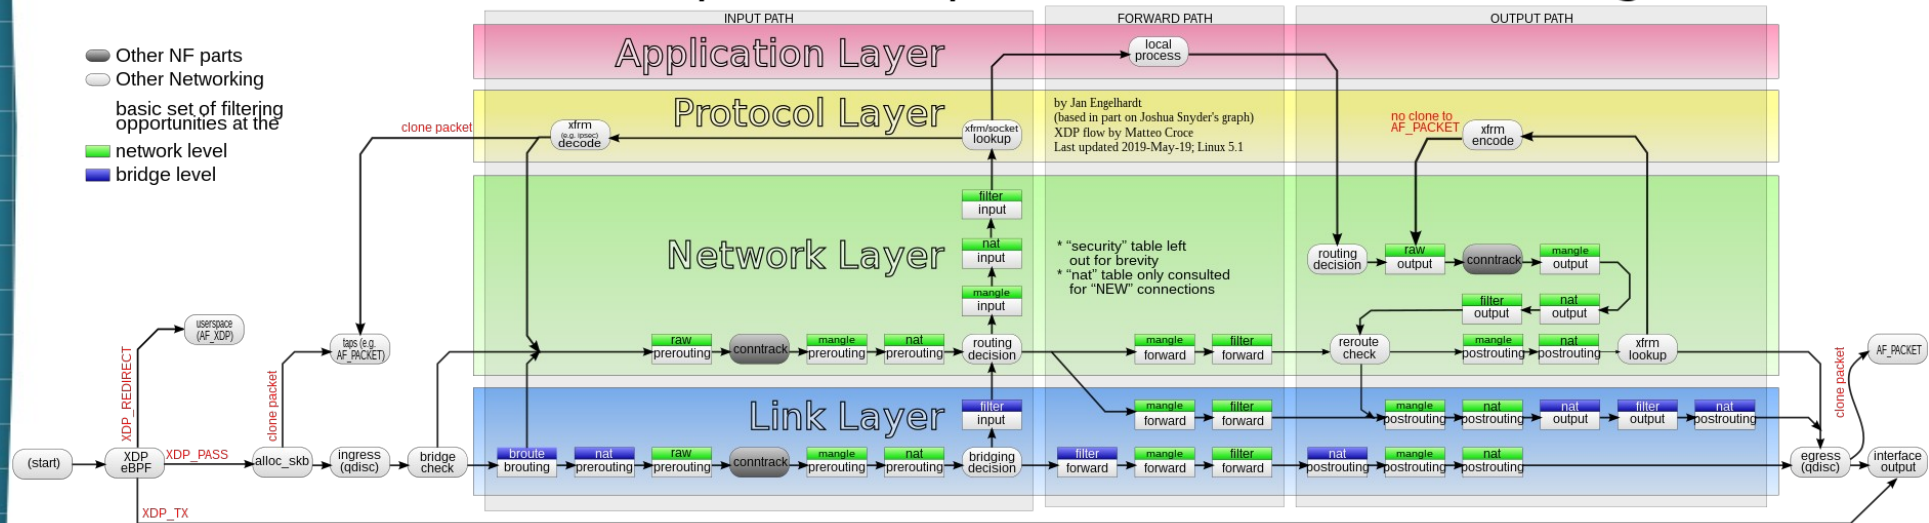 INPUT PATH
FORWARD PATH
OUTPUT PATH
Other NF parts
Other Networking
basic set of filtering
opportunities at the
network level
bridge level
Application Layer
local
process
Protocol Layer
clone packet
xfrm
(e.g. ipsec)
decode
xfrm/socket
lookup
by Jan Engelhardt
(based in part on Joshua Snyder's graph)
XDP flow by Matteo Croce
Last updated 2019-May-19; Linux 5.1
no clone to
AF_PACKET
xfrm
encode
Network Layer
filter
input
nat
input
mangle
input
* “security” table left
out for brevity
* “nat” table only consulted
for “NEW” connections
routing
decision
raw
output
conntrack
mangle
output
filter
output
nat
output
userspace
(AF_XDP)
taps (e.g.
AF_PACKET)
raw
prerouting
conntrack
mangle
prerouting
nat
prerouting
routing
decision
mangle
forward
filter
forward
reroute
check
mangle
postrouting
nat
postrouting
xfrm
lookup
AF_PACKET
XDP_REDIRECT
clone packet
clone packet
Link Layer
filter
input
mangle
forward
filter
forward
mangle
postrouting
nat
postrouting
nat
output
filter
output
nat
postrouting
(start)
XDP
eBPF
XDP_PASS
alloc_skb
ingress
(qdisc)
bridge
check
broute
brouting
nat
prerouting
raw
prerouting
conntrack
mangle
prerouting
nat
prerouting
bridging
decision
filter
forward
mangle
forward
filter
forward
nat
postrouting
mangle
postrouting
nat
postrouting
egress
(qdisc)
interface
output
XDP_TX